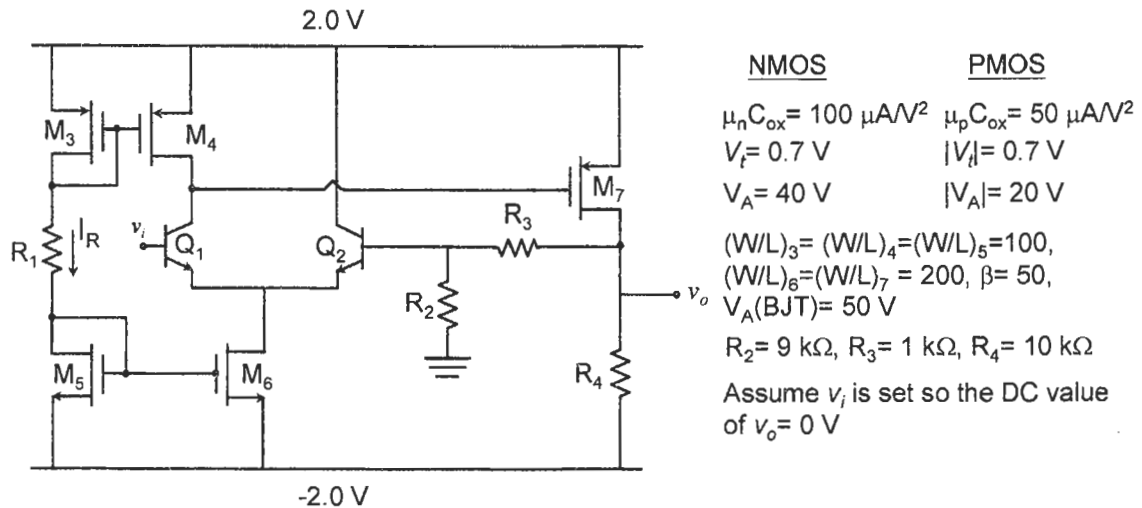 2.0 V
M3
M4
M7
R3
vi
Q1
Q2
R1
IR
R2
vo
M5
M6
R4
-2.0 V
NMOS PMOS
μnCox= 100 μA/V² μpCox= 50 μA/V²
Vt= 0.7 V |Vt|= 0.7 V
VA= 40 V |VA|= 20 V
(W/L)3= (W/L)4=(W/L)5=100,
(W/L)6=(W/L)7 = 200, β= 50,
VA(BJT)= 50 V
R2= 9 kΩ, R3= 1 kΩ, R4= 10 kΩ
Assume vi is set so the DC value
of vo= 0 V